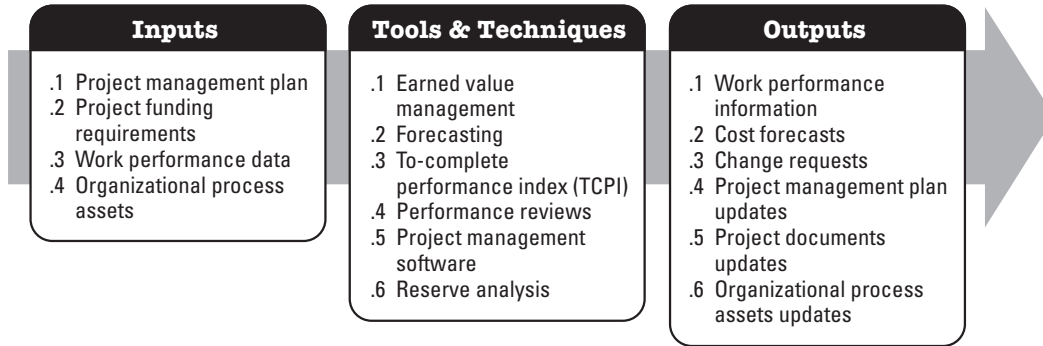 Inputs
.1 Project management plan
.2 Project funding
requirements
.3 Work performance data
.4 Organizational process
assets
Tools & Techniques
.1 Earned value
management
.2 Forecasting
.3 To-complete
performance index (TCPI)
.4 Performance reviews
.5 Project management
software
.6 Reserve analysis
Outputs
.1 Work performance
information
.2 Cost forecasts
.3 Change requests
.4 Project management plan
updates
.5 Project documents
updates
.6 Organizational process
assets updates